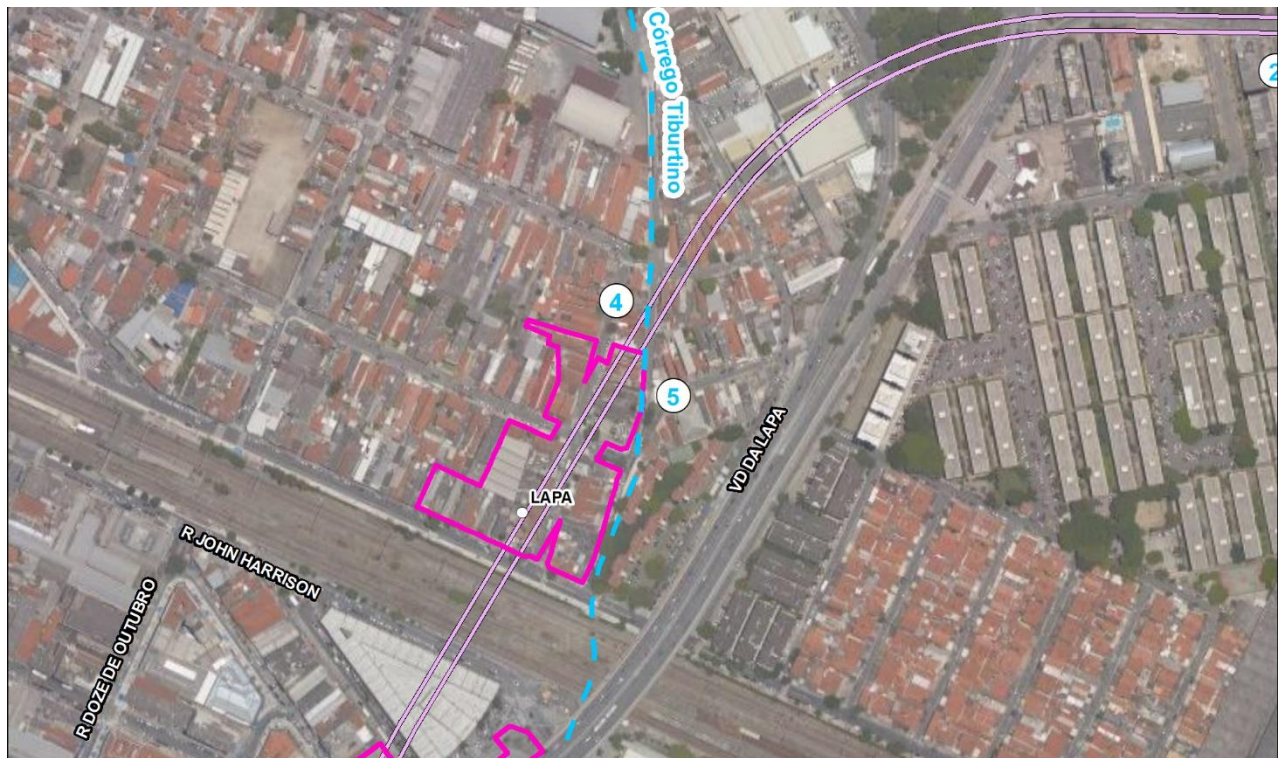 Córrego Tiburtino
2
4
5
VD DA LAPA
LAPA
R JOHN HARRISON
R DOZE DE OUTUBRO